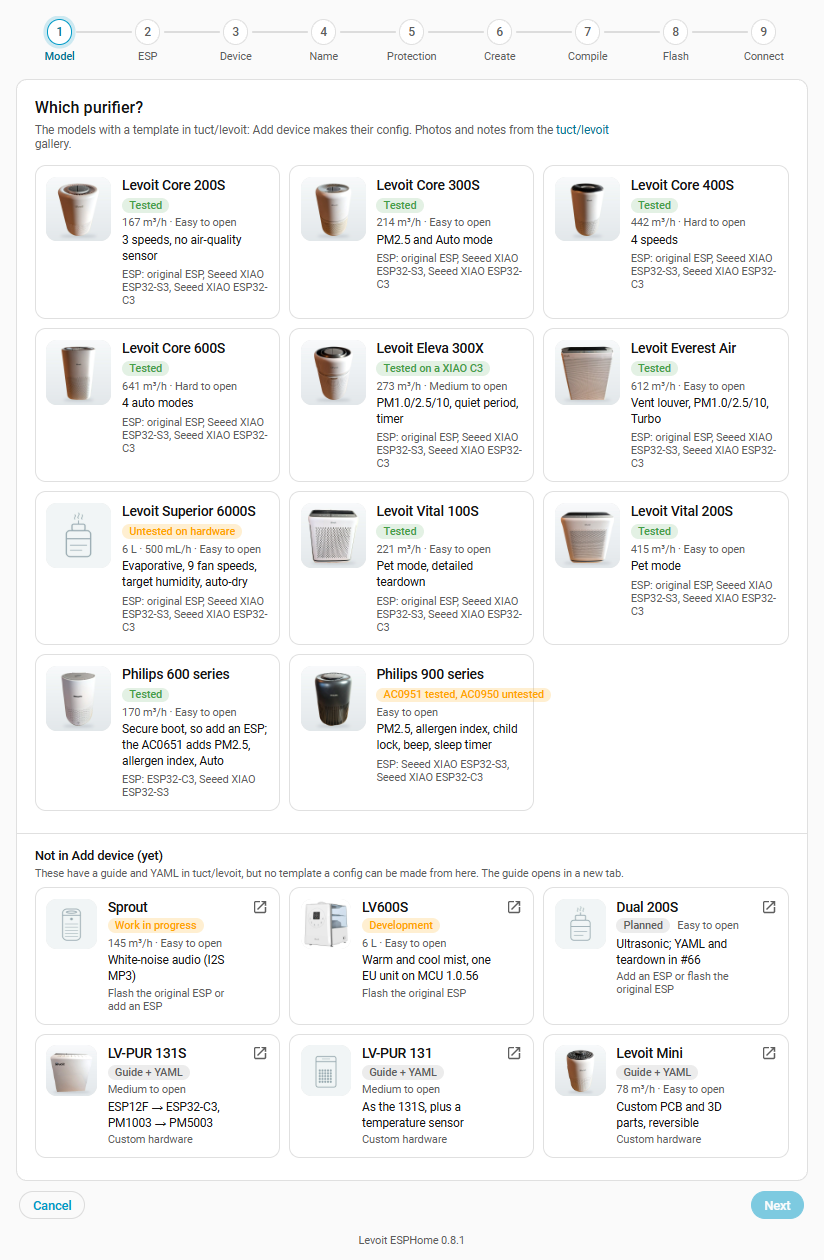 1
2
3
4
5
6
7
8
9
Model
ESP
Device
Name
Protection
Create
Compile
Flash
Connect
Which purifier?
The models with a template in tuct/levoit: Add device makes their config. Photos and notes from the tuct/levoit
gallery.
Levoit Core 200S
Tested
167 m³/h · Easy to open
3 speeds, no air-quality
sensor
ESP: original ESP, Seeed XIAO
ESP32-S3, Seeed XIAO ESP32-
C3
Levoit Core 300S
Tested
214 m³/h · Easy to open
PM2.5 and Auto mode
ESP: original ESP, Seeed XIAO
ESP32-S3, Seeed XIAO ESP32-
C3
Levoit Core 400S
Tested
442 m³/h · Hard to open
4 speeds
ESP: original ESP, Seeed XIAO
ESP32-S3, Seeed XIAO ESP32-
C3
Levoit Core 600S
Tested
641 m³/h · Hard to open
4 auto modes
ESP: original ESP, Seeed XIAO
ESP32-S3, Seeed XIAO ESP32-
C3
Levoit Eleva 300X
Tested on a XIAO C3
273 m³/h · Medium to open
PM1.0/2.5/10, quiet period,
timer
ESP: original ESP, Seeed XIAO
ESP32-S3, Seeed XIAO ESP32-
C3
Levoit Everest Air
Tested
612 m³/h · Easy to open
Vent louver, PM1.0/2.5/10,
Turbo
ESP: original ESP, Seeed XIAO
ESP32-S3, Seeed XIAO ESP32-
C3
Levoit Superior 6000S
Untested on hardware
6 L · 500 mL/h · Easy to open
Evaporative, 9 fan speeds,
target humidity, auto-dry
ESP: original ESP, Seeed XIAO
ESP32-S3, Seeed XIAO ESP32-
C3
Levoit Vital 100S
Tested
221 m³/h · Easy to open
Pet mode, detailed
teardown
ESP: original ESP, Seeed XIAO
ESP32-S3, Seeed XIAO ESP32-
C3
Levoit Vital 200S
Tested
415 m³/h · Easy to open
Pet mode
ESP: original ESP, Seeed XIAO
ESP32-S3, Seeed XIAO ESP32-
C3
Philips 600 series
Tested
170 m³/h · Easy to open
Secure boot, so add an ESP;
the AC0651 adds PM2.5,
allergen index, Auto
ESP: ESP32-C3, Seeed XIAO
ESP32-S3
Philips 900 series
AC0951 tested, AC0950 untested
Easy to open
PM2.5, allergen index, child
lock, beep, sleep timer
ESP: Seeed XIAO ESP32-S3,
Seeed XIAO ESP32-C3
Not in Add device (yet)
These have a guide and YAML in tuct/levoit, but no template a config can be made from here. The guide opens in a new tab.
Sprout
Work in progress
145 m³/h · Easy to open
White-noise audio (I2S
MP3)
Flash the original ESP or
add an ESP
LV600S
Development
6 L · Easy to open
Warm and cool mist, one
EU unit on MCU 1.0.56
Flash the original ESP
Dual 200S
Planned
Easy to open
Ultrasonic; YAML and
teardown in #66
Add an ESP or flash the
original ESP
LV-PUR 131S
Guide + YAML
Medium to open
ESP12F → ESP32-C3,
PM1003 → PM5003
Custom hardware
LV-PUR 131
Guide + YAML
Medium to open
As the 131S, plus a
temperature sensor
Custom hardware
Levoit Mini
Guide + YAML
78 m³/h · Easy to open
Custom PCB and 3D
parts, reversible
Custom hardware
Cancel
Next
Levoit ESPHome 0.8.1